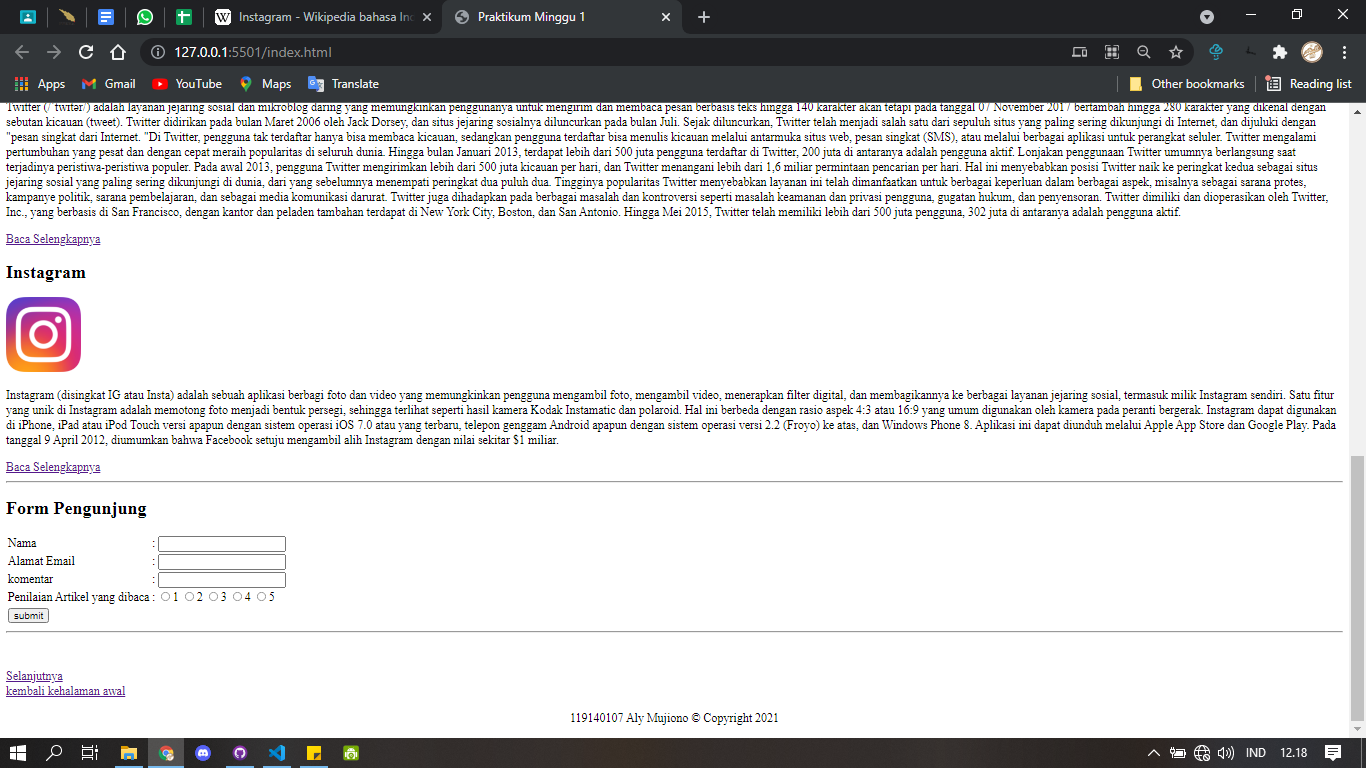 Instagram - Wikipedia bahasa Ind
Praktikum Minggu 1
127.0.0.1:5501/index.html
Apps Gmail YouTube Maps Translate Other bookmarks Reading list
Twitter (/ˈtwitər/) adalah layanan jejaring sosial dan mikroblog daring yang memungkinkan penggunanya untuk mengirim dan membaca pesan berbasis teks hingga 140 karakter akan tetapi pada tanggal 07 November 2017 bertambah hingga 280 karakter yang dikenal dengan
sebutan kicauan (tweet). Twitter didirikan pada bulan Maret 2006 oleh Jack Dorsey, dan situs jejaring sosialnya diluncurkan pada bulan Juli. Sejak diluncurkan, Twitter telah menjadi salah satu dari sepuluh situs yang paling sering dikunjungi di Internet, dan dijuluki dengan
"pesan singkat dari Internet. "Di Twitter, pengguna tak terdaftar hanya bisa membaca kicauan, sedangkan pengguna terdaftar bisa menulis kicauan melalui antarmuka situs web, pesan singkat (SMS), atau melalui berbagai aplikasi untuk perangkat seluler. Twitter mengalami
pertumbuhan yang pesat dan dengan cepat meraih popularitas di seluruh dunia. Hingga bulan Januari 2013, terdapat lebih dari 500 juta pengguna terdaftar di Twitter, 200 juta di antaranya adalah pengguna aktif. Lonjakan penggunaan Twitter umumnya berlangsung saat
terjadinya peristiwa-peristiwa populer. Pada awal 2013, pengguna Twitter mengirimkan lebih dari 500 juta kicauan per hari, dan Twitter menangani lebih dari 1,6 miliar permintaan pencarian per hari. Hal ini menyebabkan posisi Twitter naik ke peringkat kedua sebagai situs
jejaring sosial yang paling sering dikunjungi di dunia, dari yang sebelumnya menempati peringkat dua puluh dua. Tingginya popularitas Twitter menyebabkan layanan ini telah dimanfaatkan untuk berbagai keperluan dalam berbagai aspek, misalnya sebagai sarana protes,
kampanye politik, sarana pembelajaran, dan sebagai media komunikasi darurat. Twitter juga dihadapkan pada berbagai masalah dan kontroversi seperti masalah keamanan dan privasi pengguna, gugatan hukum, dan penyensoran. Twitter dimiliki dan dioperasikan oleh Twitter,
Inc., yang berbasis di San Francisco, dengan kantor dan peladen tambahan terdapat di New York City, Boston, dan San Antonio. Hingga Mei 2015, Twitter telah memiliki lebih dari 500 juta pengguna, 302 juta di antaranya adalah pengguna aktif.
Baca Selengkapnya
Instagram
Instagram (disingkat IG atau Insta) adalah sebuah aplikasi berbagi foto dan video yang memungkinkan pengguna mengambil foto, mengambil video, menerapkan filter digital, dan membagikannya ke berbagai layanan jejaring sosial, termasuk milik Instagram sendiri. Satu fitur
yang unik di Instagram adalah memotong foto menjadi bentuk persegi, sehingga terlihat seperti hasil kamera Kodak Instamatic dan polaroid. Hal ini berbeda dengan rasio aspek 4:3 atau 16:9 yang umum digunakan oleh kamera pada peranti bergerak. Instagram dapat digunakan
di iPhone, iPad atau iPod Touch versi apapun dengan sistem operasi iOS 7.0 atau yang terbaru, telepon genggam Android apapun dengan sistem operasi versi 2.2 (Froyo) ke atas, dan Windows Phone 8. Aplikasi ini dapat diunduh melalui Apple App Store dan Google Play. Pada
tanggal 9 April 2012, diumumkan bahwa Facebook setuju mengambil alih Instagram dengan nilai sekitar $1 miliar.
Baca Selengkapnya
Form Pengunjung
Nama :
Alamat Email :
komentar :
Penilaian Artikel yang dibaca : 1 2 3 4 5
submit
Selanjutnya
kembali kehalaman awal
119140107 Aly Mujiono © Copyright 2021
IND 12.18